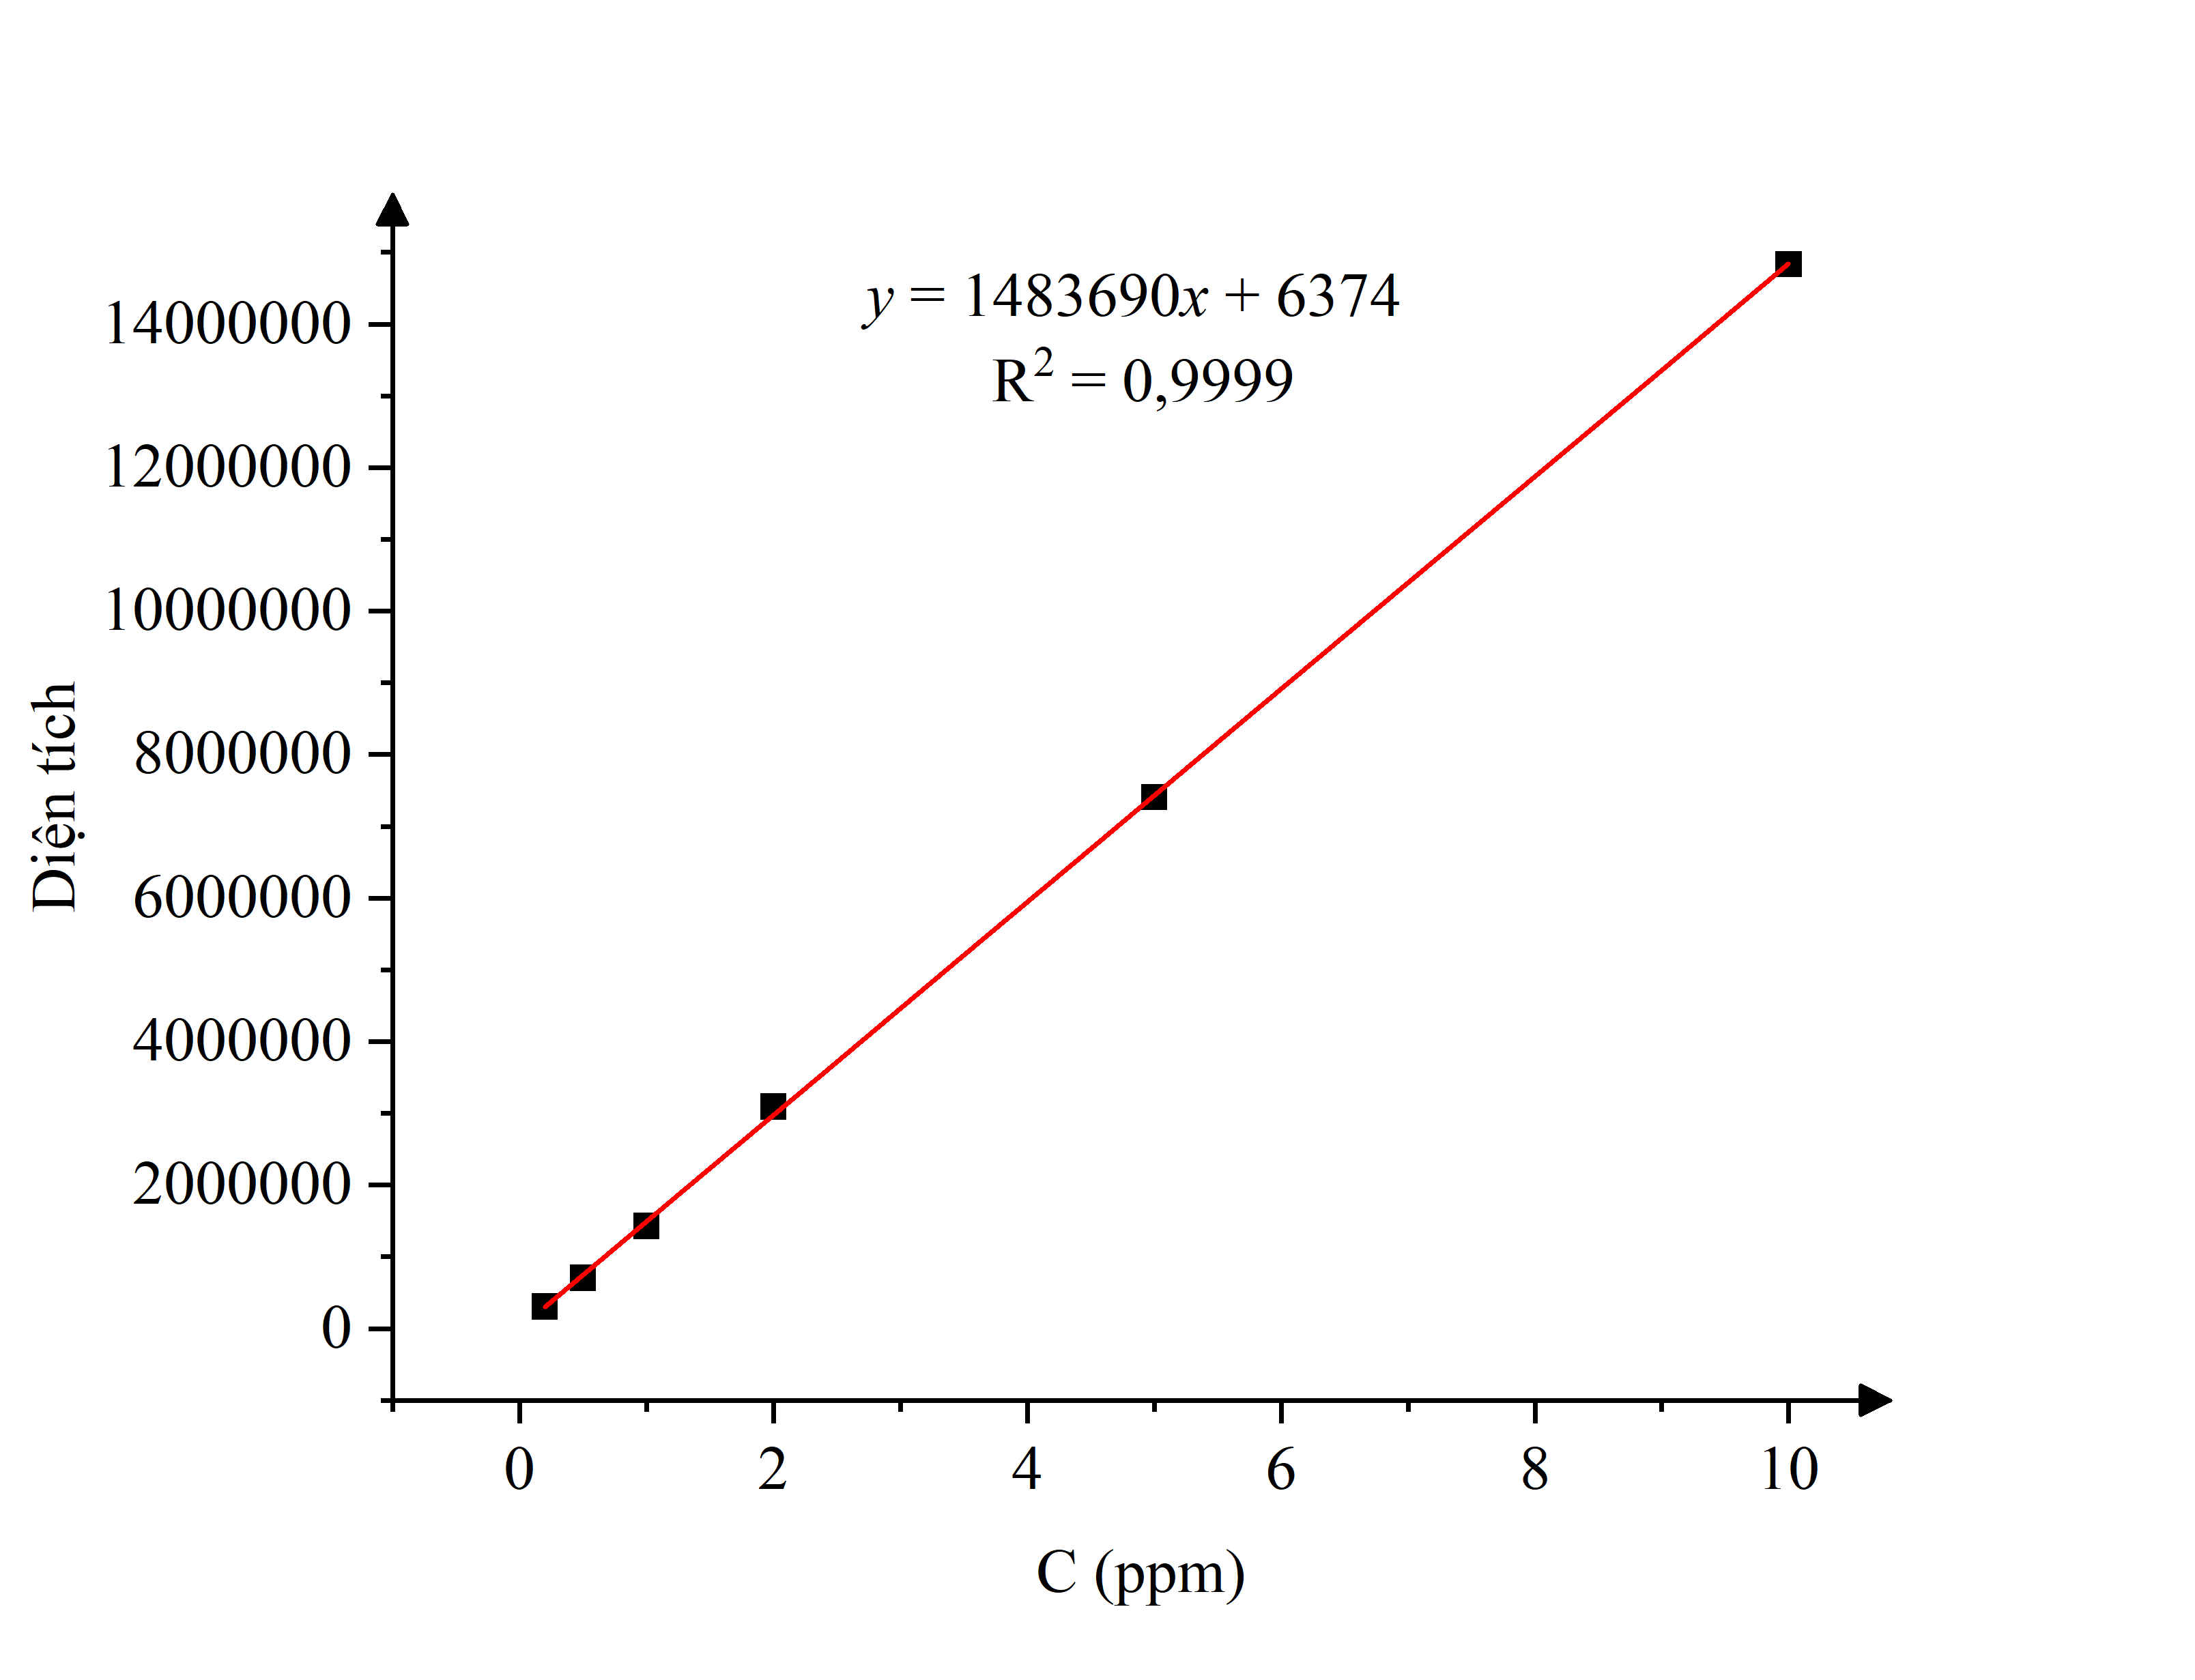 y = 1483690x + 6374
R² = 0,9999
14000000
12000000
10000000
8000000
6000000
4000000
2000000
0
Diện tích
0 2 4 6 8 10
C (ppm)